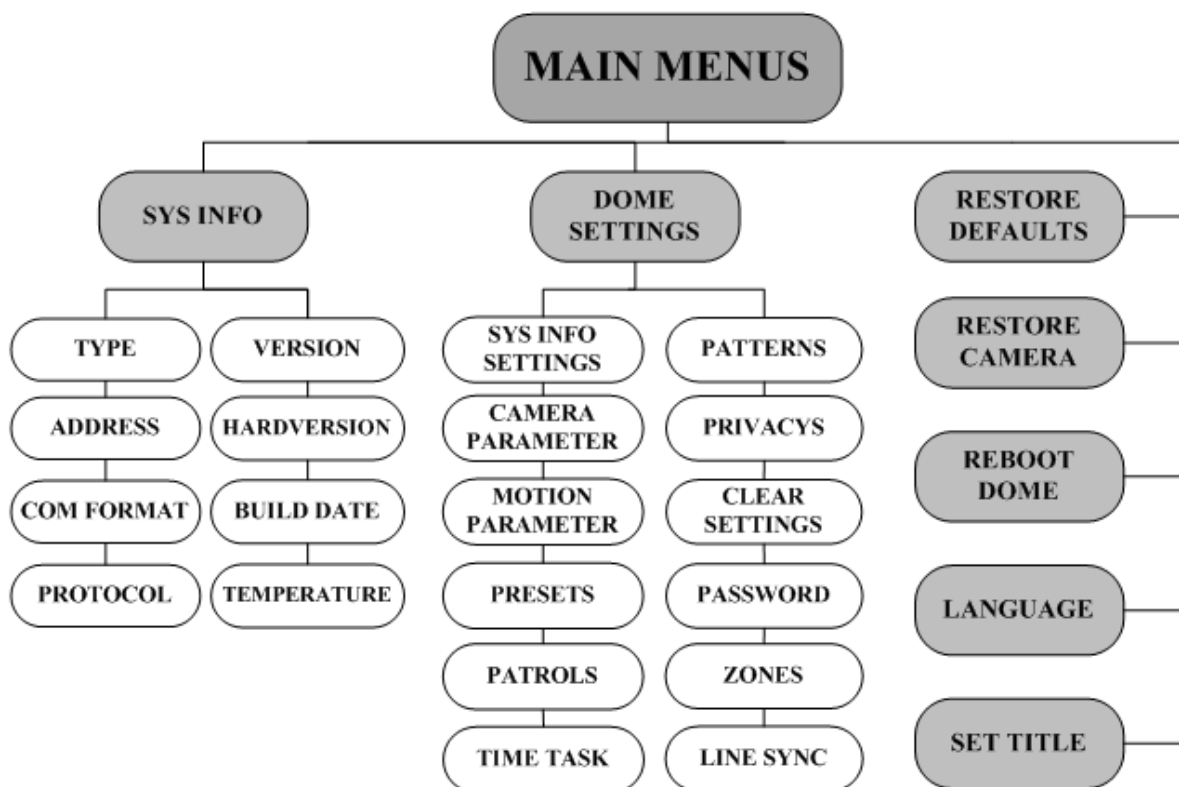 MAIN MENUS
SYS INFO
TYPE
ADDRESS
COM FORMAT
PROTOCOL
VERSION
HARDVERSION
BUILD DATE
TEMPERATURE
DOME
SETTINGS
SYS INFO
SETTINGS
CAMERA
PARAMETER
MOTION
PARAMETER
PRESETS
PATROLS
TIME TASK
PATTERNS
PRIVACYS
CLEAR
SETTINGS
PASSWORD
ZONES
LINE SYNC
RESTORE
DEFAULTS
RESTORE
CAMERA
REBOOT
DOME
LANGUAGE
SET TITLE